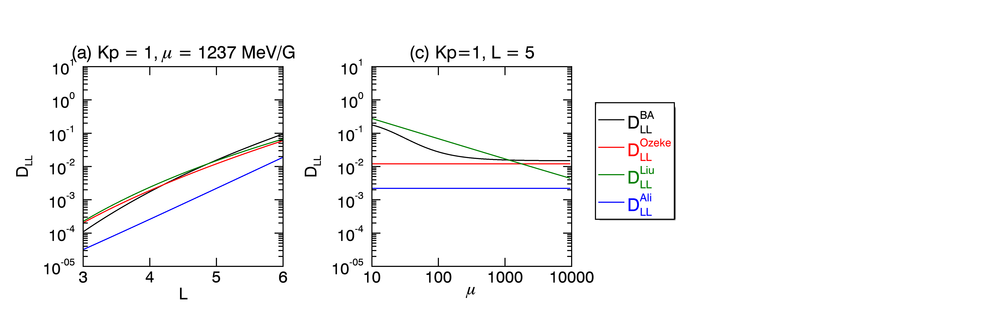 (a) Kp = 1, μ = 1237 MeV/G
10^1
10^0
10^-1
10^-2
10^-3
10^-4
10^-05
D_LL
3 4 5 6
L
(c) Kp=1, L = 5
10^1
10^0
10^-1
10^-2
10^-3
10^-4
10^-05
D_LL
10 100 1000 10000
μ
D_LL^BA
D_LL^Ozeke
D_LL^Liu
D_LL^Ali